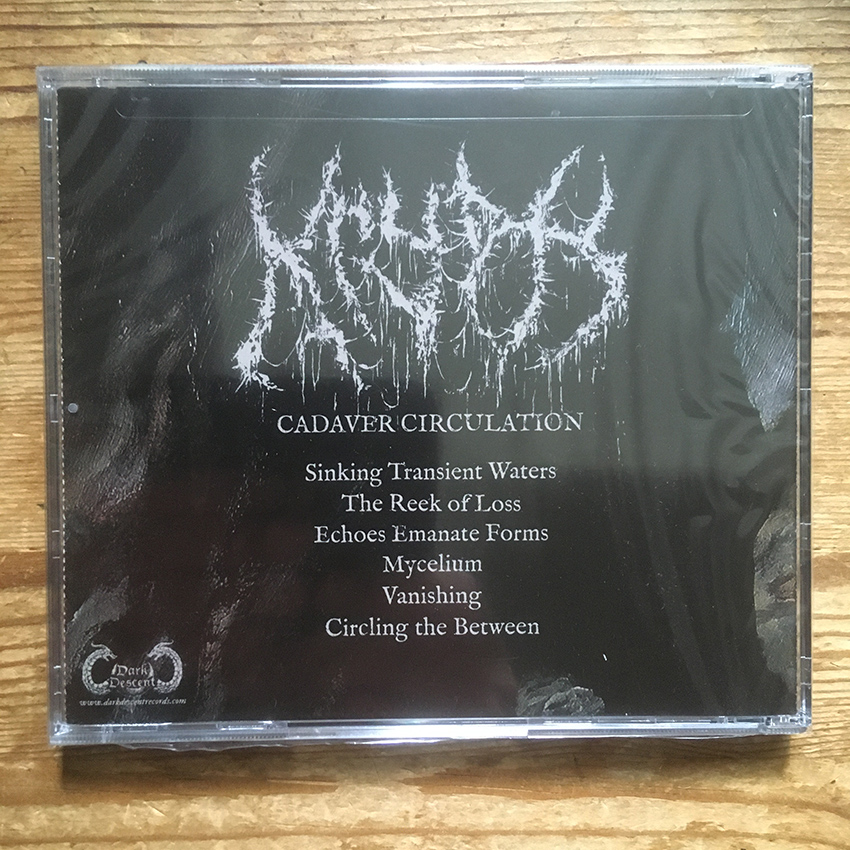 KRYPTS
CADAVER CIRCULATION
Sinking Transient Waters
The Reek of Loss
Echoes Emanate Forms
Mycelium
Vanishing
Circling the Between
Dark
Descent
www.darkdescentrecords.com